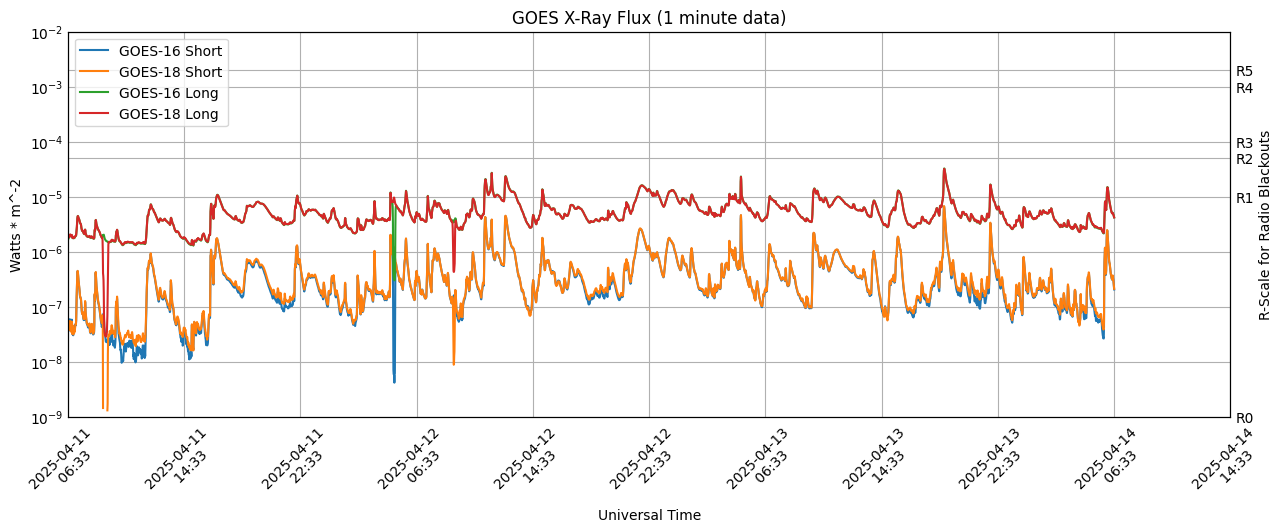 GOES X-Ray Flux (1 minute data)
GOES-16 Short
GOES-18 Short
GOES-16 Long
GOES-18 Long
10^-2
10^-3
10^-4
10^-5
10^-6
10^-7
10^-8
10^-9
Watts * m^-2
R5
R4
R3
R2
R1
R0
R-Scale for Radio Blackouts
2025-04-11
06:33
2025-04-11
14:33
2025-04-11
22:33
2025-04-12
06:33
2025-04-12
14:33
2025-04-12
22:33
2025-04-13
06:33
2025-04-13
14:33
2025-04-13
22:33
2025-04-14
06:33
2025-04-14
14:33
Universal Time